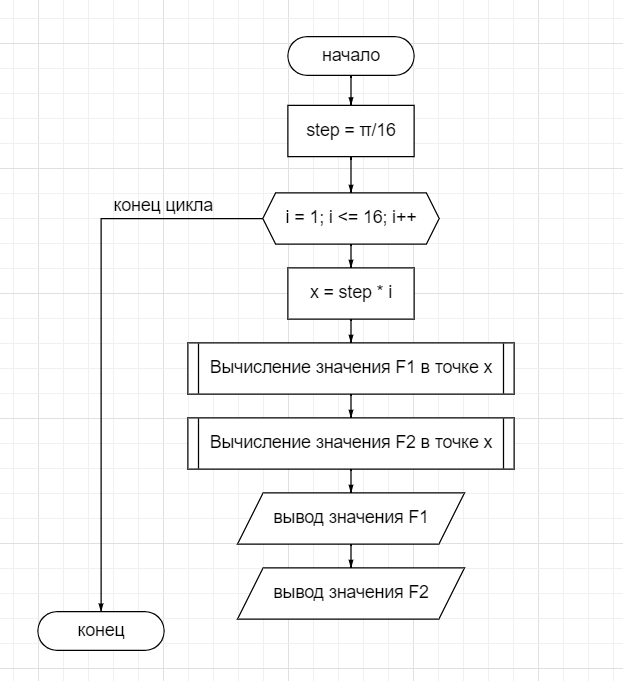 начало
step = π/16
конец цикла
i = 1; i <= 16; i++
x = step * i
Вычисление значения F1 в точке x
Вычисление значения F2 в точке x
вывод значения F1
вывод значения F2
конец